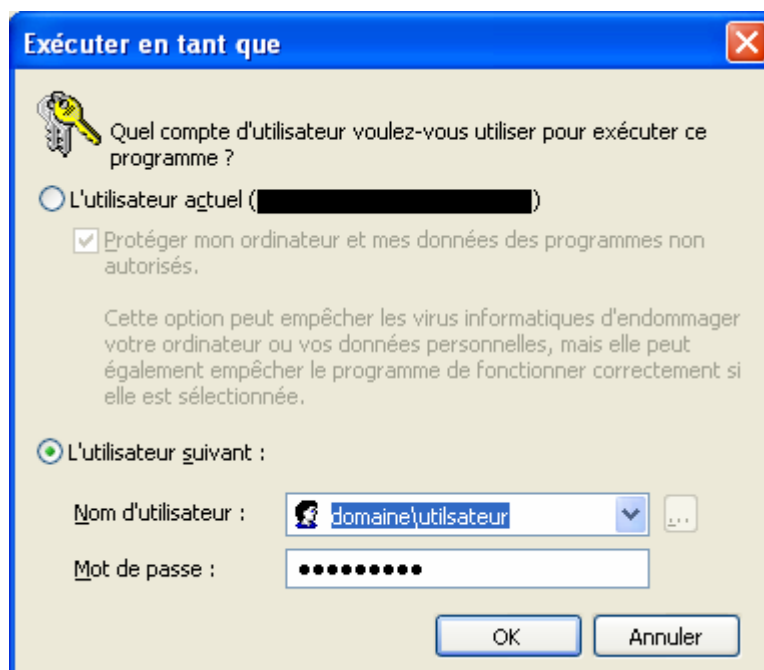 Exécuter en tant que
Quel compte d'utilisateur voulez-vous utiliser pour exécuter ce
programme ?
L'utilisateur actuel ( )
Protéger mon ordinateur et mes données des programmes non
autorisés.
Cette option peut empêcher les virus informatiques d'endommager
votre ordinateur ou vos données personnelles, mais elle peut
également empêcher le programme de fonctionner correctement si
elle est sélectionnée.
L'utilisateur suivant :
Nom d'utilisateur : domaine\utilsateur ...
Mot de passe : •••••••••
OK Annuler